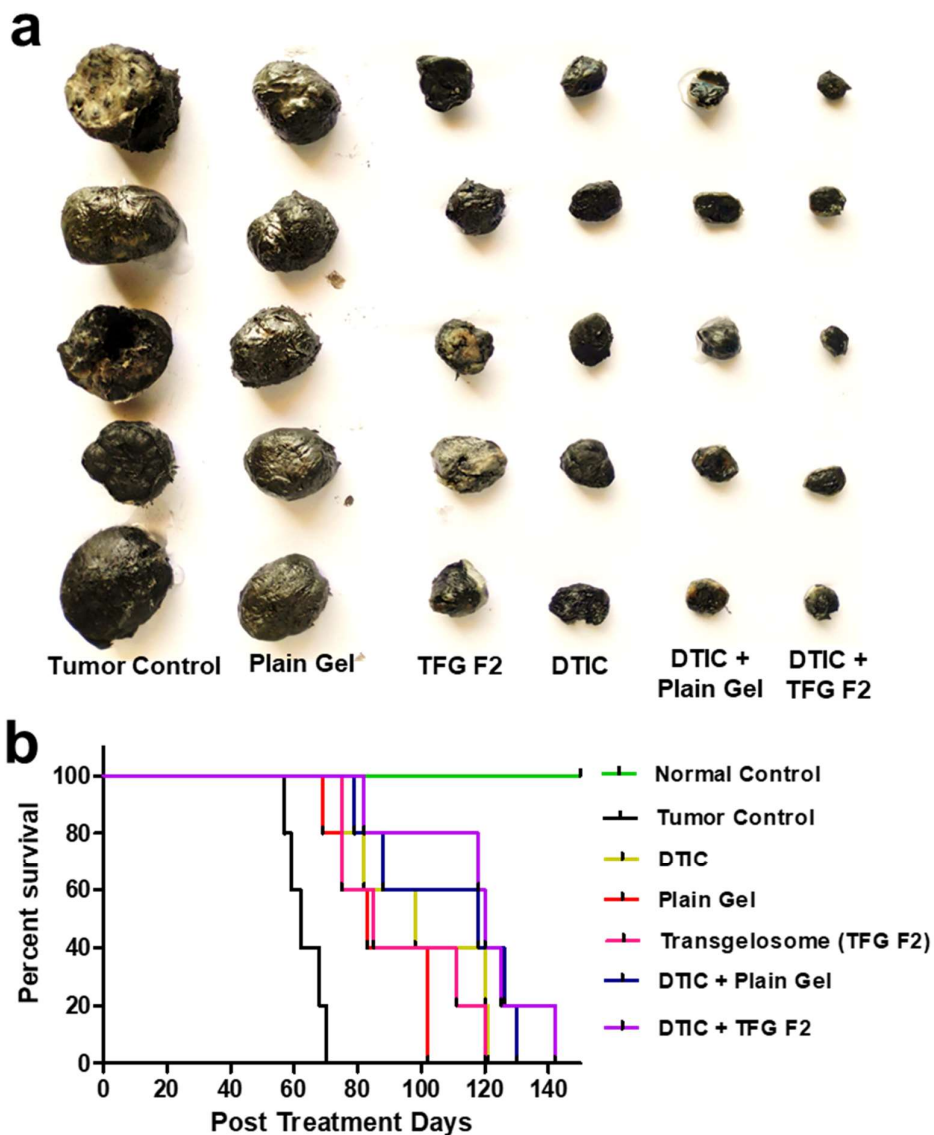 a
Tumor Control
Plain Gel
TFG F2
DTIC
DTIC +
Plain Gel
DTIC +
TFG F2
b
Percent survival
100
80
60
40
20
0
0 20 40 60 80 100 120 140
Post Treatment Days
Normal Control
Tumor Control
DTIC
Plain Gel
Transgelosome (TFG F2)
DTIC + Plain Gel
DTIC + TFG F2